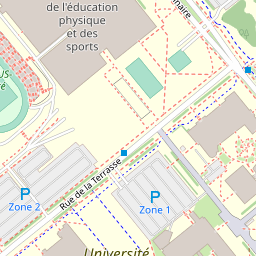 de l'éducation
physique
et des
sports
Rue de la Terrasse
P
Zone 2
P
Zone 1
Université